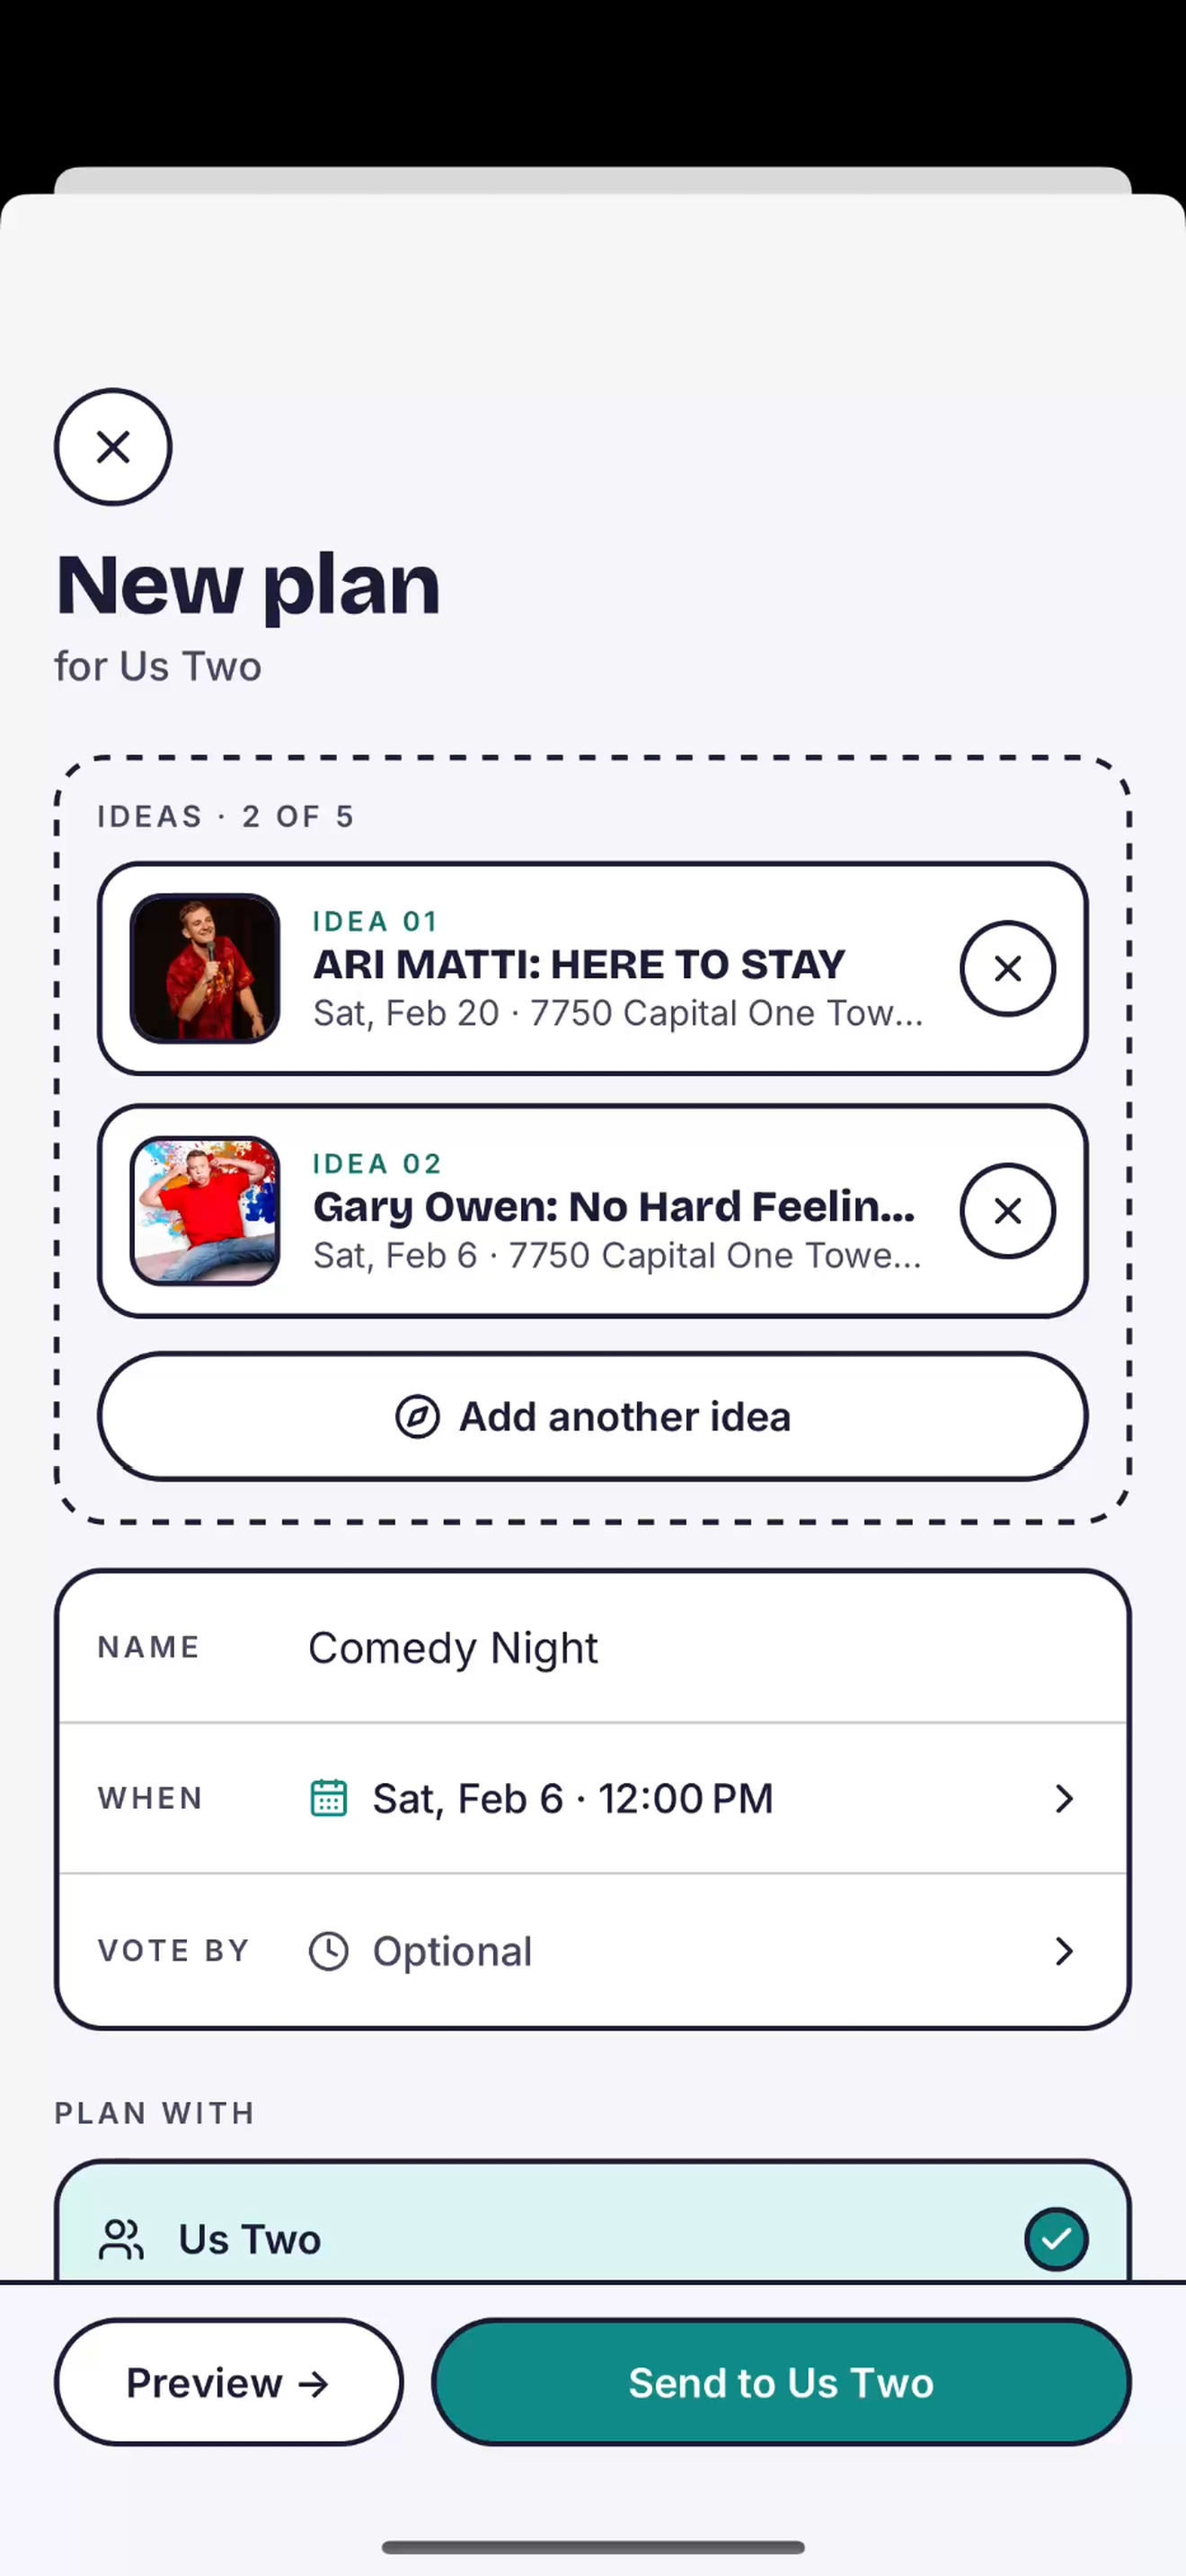 New plan
for Us Two
IDEAS · 2 OF 5
IDEA 01
ARI MATTI: HERE TO STAY
Sat, Feb 20 · 7750 Capital One Tow...
IDEA 02
Gary Owen: No Hard Feelin...
Sat, Feb 6 · 7750 Capital One Towe...
Add another idea
NAME Comedy Night
WHEN Sat, Feb 6 · 12:00 PM
VOTE BY Optional
PLAN WITH
Us Two
Preview →
Send to Us Two